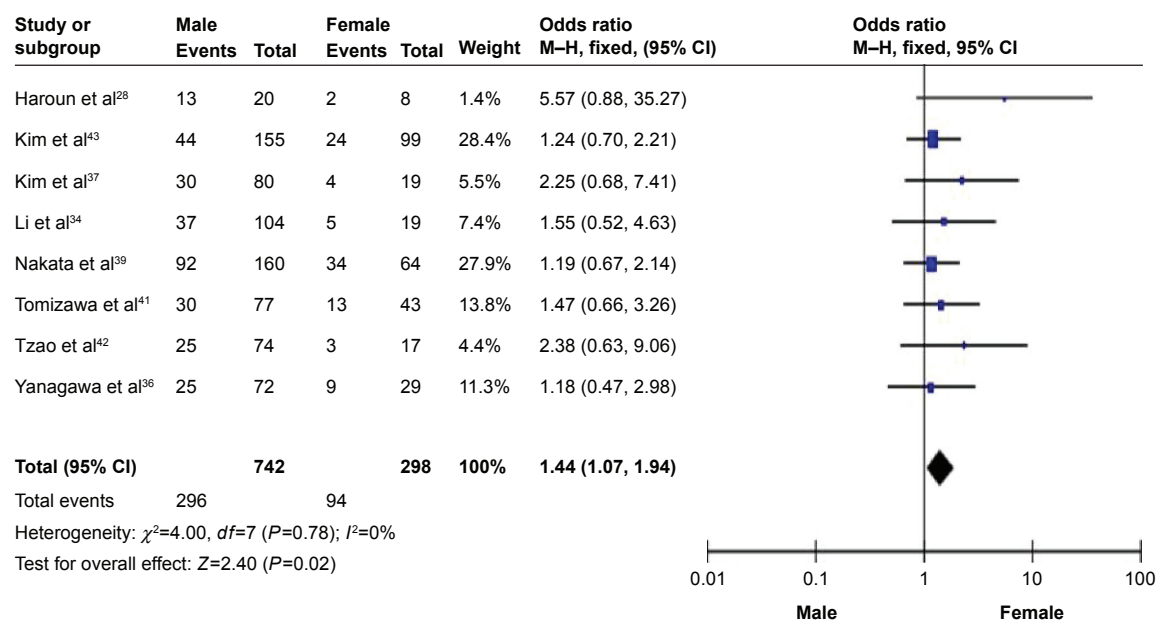 Study or subgroup Male Events Total Female Events Total Weight Odds ratio M–H, fixed, (95% CI) Odds ratio M–H, fixed, 95% CI
Haroun et al²⁸ 13 20 2 8 1.4% 5.57 (0.88, 35.27)
Kim et al⁴³ 44 155 24 99 28.4% 1.24 (0.70, 2.21)
Kim et al³⁷ 30 80 4 19 5.5% 2.25 (0.68, 7.41)
Li et al³⁴ 37 104 5 19 7.4% 1.55 (0.52, 4.63)
Nakata et al³⁹ 92 160 34 64 27.9% 1.19 (0.67, 2.14)
Tomizawa et al⁴¹ 30 77 13 43 13.8% 1.47 (0.66, 3.26)
Tzao et al⁴² 25 74 3 17 4.4% 2.38 (0.63, 9.06)
Yanagawa et al³⁶ 25 72 9 29 11.3% 1.18 (0.47, 2.98)
Total (95% CI) 742 298 100% 1.44 (1.07, 1.94)
Total events 296 94
Heterogeneity: χ²=4.00, df=7 (P=0.78); I²=0%
Test for overall effect: Z=2.40 (P=0.02)
0.01 0.1 1 10 100
Male Female